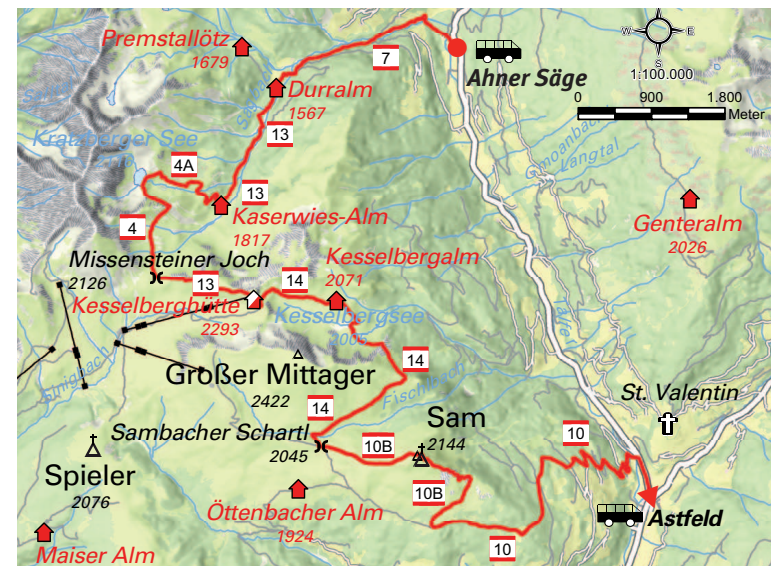 Premstallötz
1679
7
Ahner Säge
W
E
S
1:100.000
0 900 1.800
Meter
Durralm
1567
13
Kratzberger See
4A
13
Kaserwies-Alm
1817
4
Gmoanbach
Langtal
Genteralm
2026
Missensteiner Joch
2126
13
14
Kesselbergalm
2071
Kesselberghütte
2293
Kesselbergsee
2005
Talfer
14
Großer Mittager
2422
Fischbach
14
Sambacher Schartl
2045
10B
Sam
2144
St. Valentin
10
Spieler
2076
10B
Öttenbacher Alm
1924
10
Astfeld
Maiser Alm